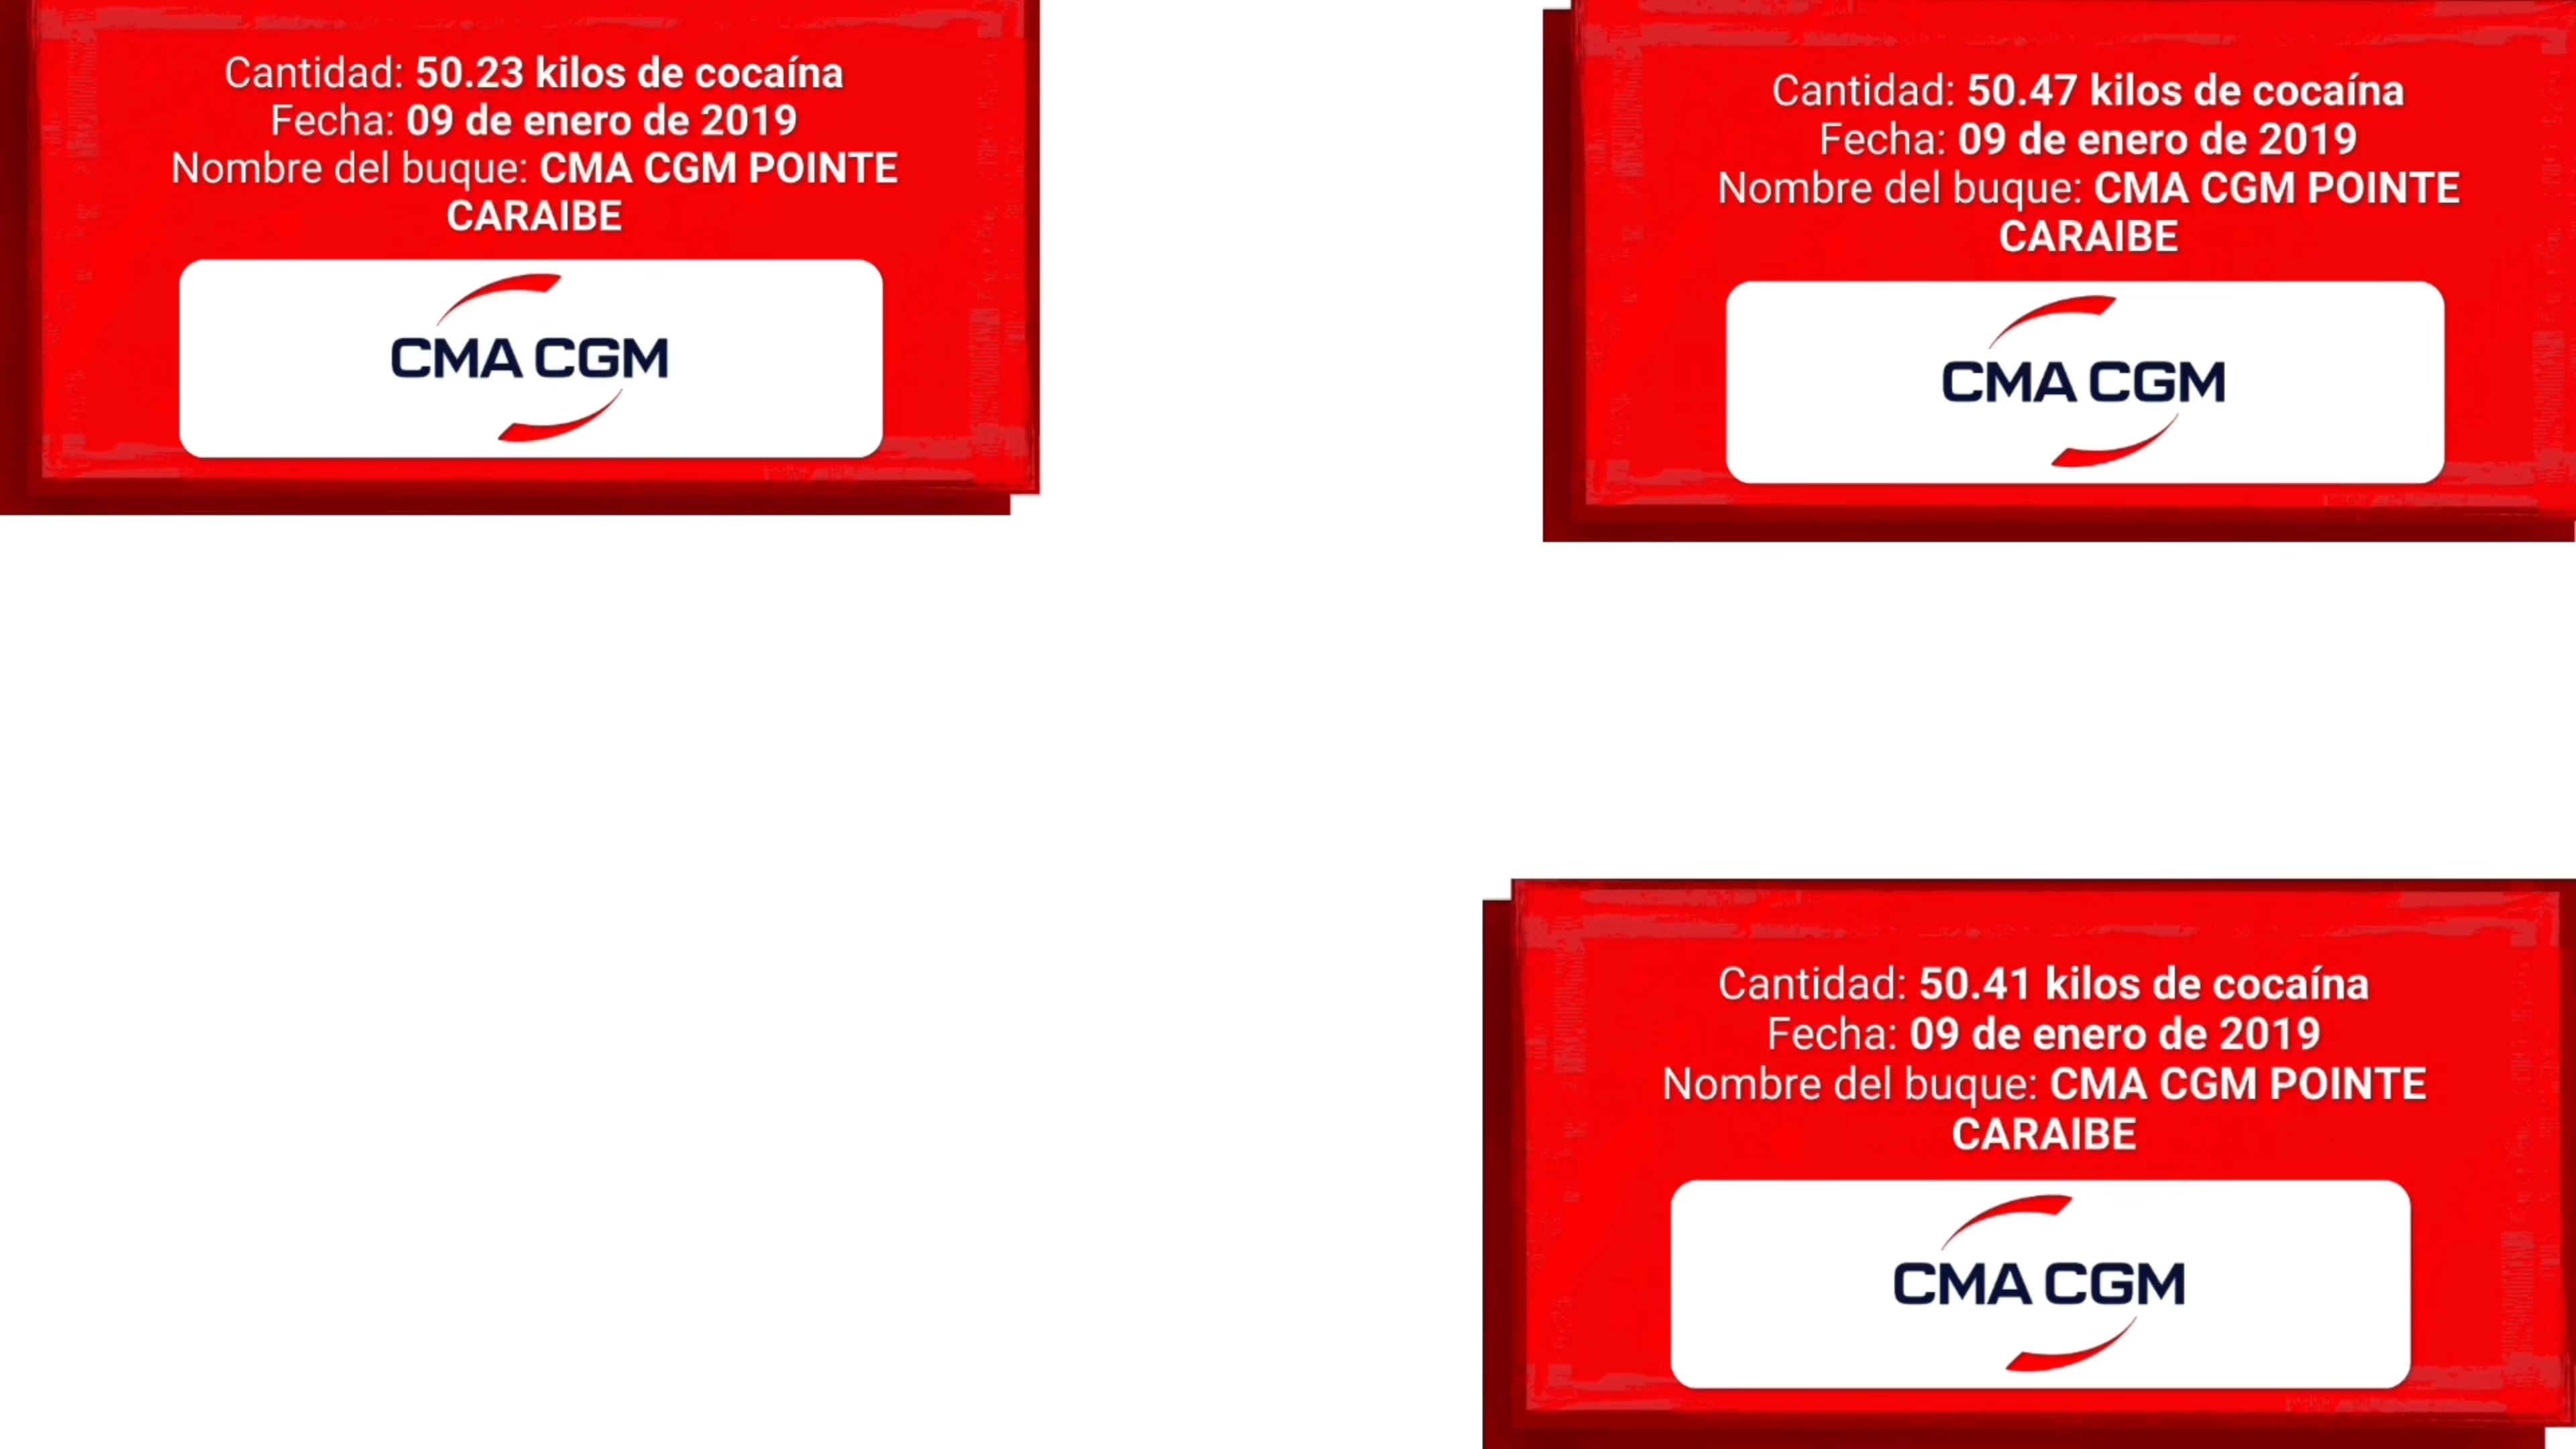 Cantidad: 50.23 kilos de cocaína
Fecha: 09 de enero de 2019
Nombre del buque: CMA CGM POINTE
CARAIBE
CMA CGM
Cantidad: 50.47 kilos de cocaína
Fecha: 09 de enero de 2019
Nombre del buque: CMA CGM POINTE
CARAIBE
CMA CGM
Cantidad: 50.41 kilos de cocaína
Fecha: 09 de enero de 2019
Nombre del buque: CMA CGM POINTE
CARAIBE
CMA CGM